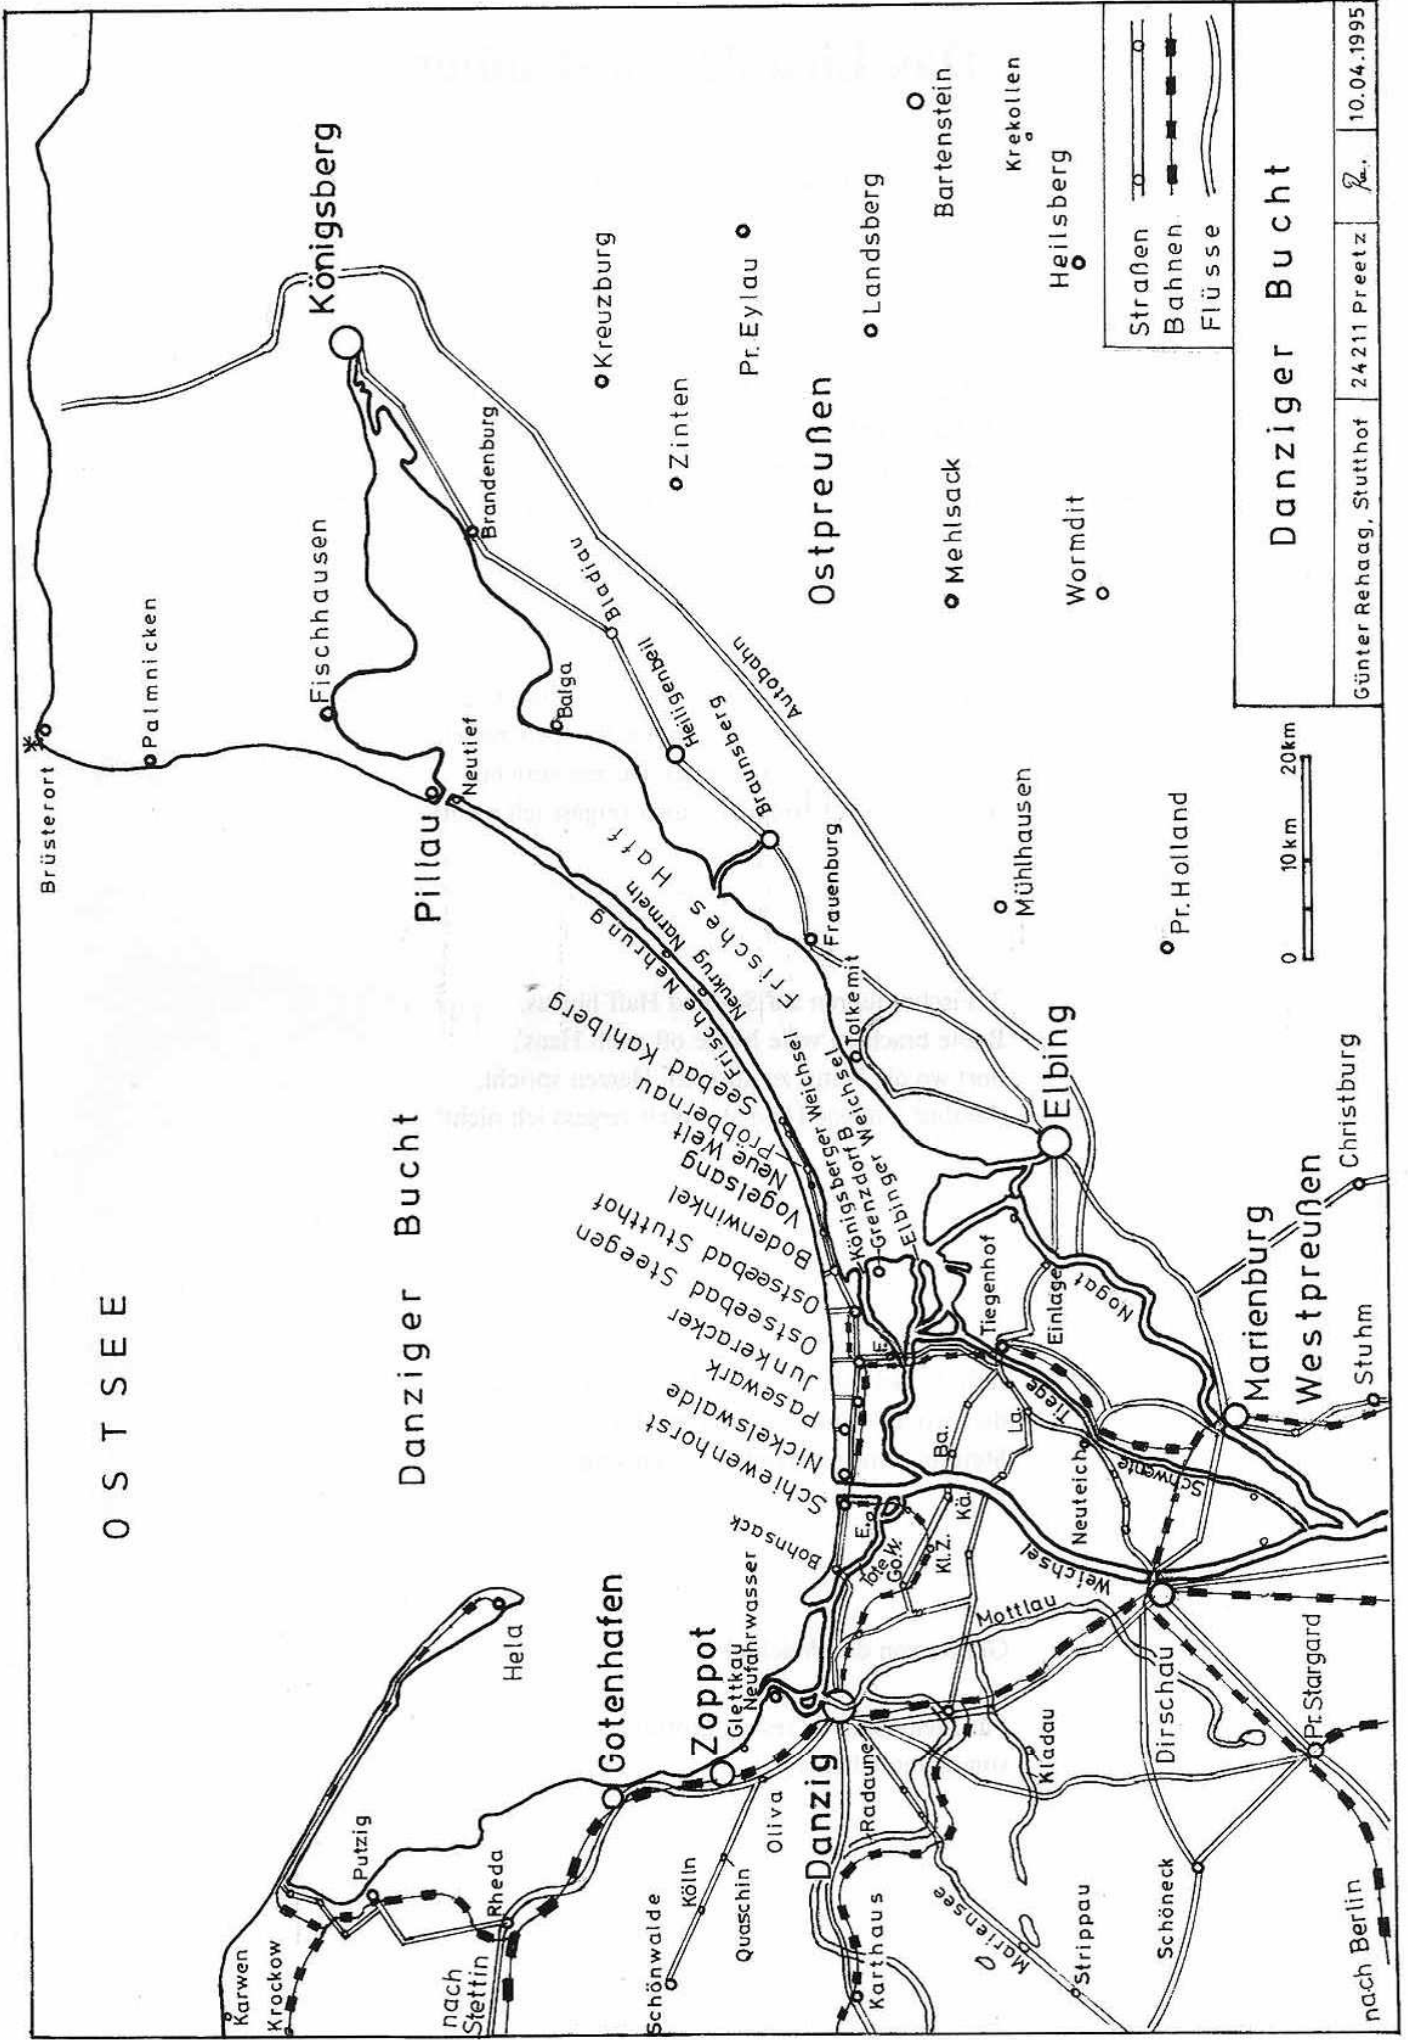 OSTSEE
Danziger Bucht
Brüsterort
Palmnicken
Fischhausen
Königsberg
Pillau
Neutief
Brandenburg
Kreuzburg
Zinten
Pr. Eylau
Landsberg
Bartenstein
Krekollen
Heilsberg
Ostpreußen
Mehlsack
Wormdit
Balga
Bladiau
Heiligenbeil
Braunsberg
Autobahn
Frauenburg
Mühlhausen
Pr. Holland
Frisches Haff
Frische Nehrung
Narmeln
Neukrug
Seebad Kahlberg
Pröbbernau
Neue Welt
Vogelsang
Bodenwinkel
Ostseebad Stutthof
Ostseebad Steegen
Junkeracker
Pasewark
Nickelswalde
Schiewenhorst
Bohnsack
Königsberger Weichsel
Grenzdorf B
Elbinger Weichsel
Tolkemit
Elbing
Christburg
Marienburg
Westpreußen
Stuhm
Tiegenhof
Einlage
Nogat
Tiege
E.
Ba.
La.
Kä.
Kl.Z.
Go.W.
Tote
E.
Neuteich
Schwente
Weichsel
Mottlau
Hela
Gotenhafen
Zoppot
Glettkau
Neufahrwasser
Oliva
Danzig
Radaune
Kladau
Dirschau
Pr. Stargard
Putzig
Rheda
Karwen
Krockow
nach
Stettin
Schönwalde
Kölln
Quaschin
Karthaus
Mariensee
Strippau
Schöneck
nach Berlin
0 10km 20km
Straßen
Bahnen
Flüsse
Danziger Bucht
Günter Rehaag, Stutthof 24211 Preetz 10.04.1995